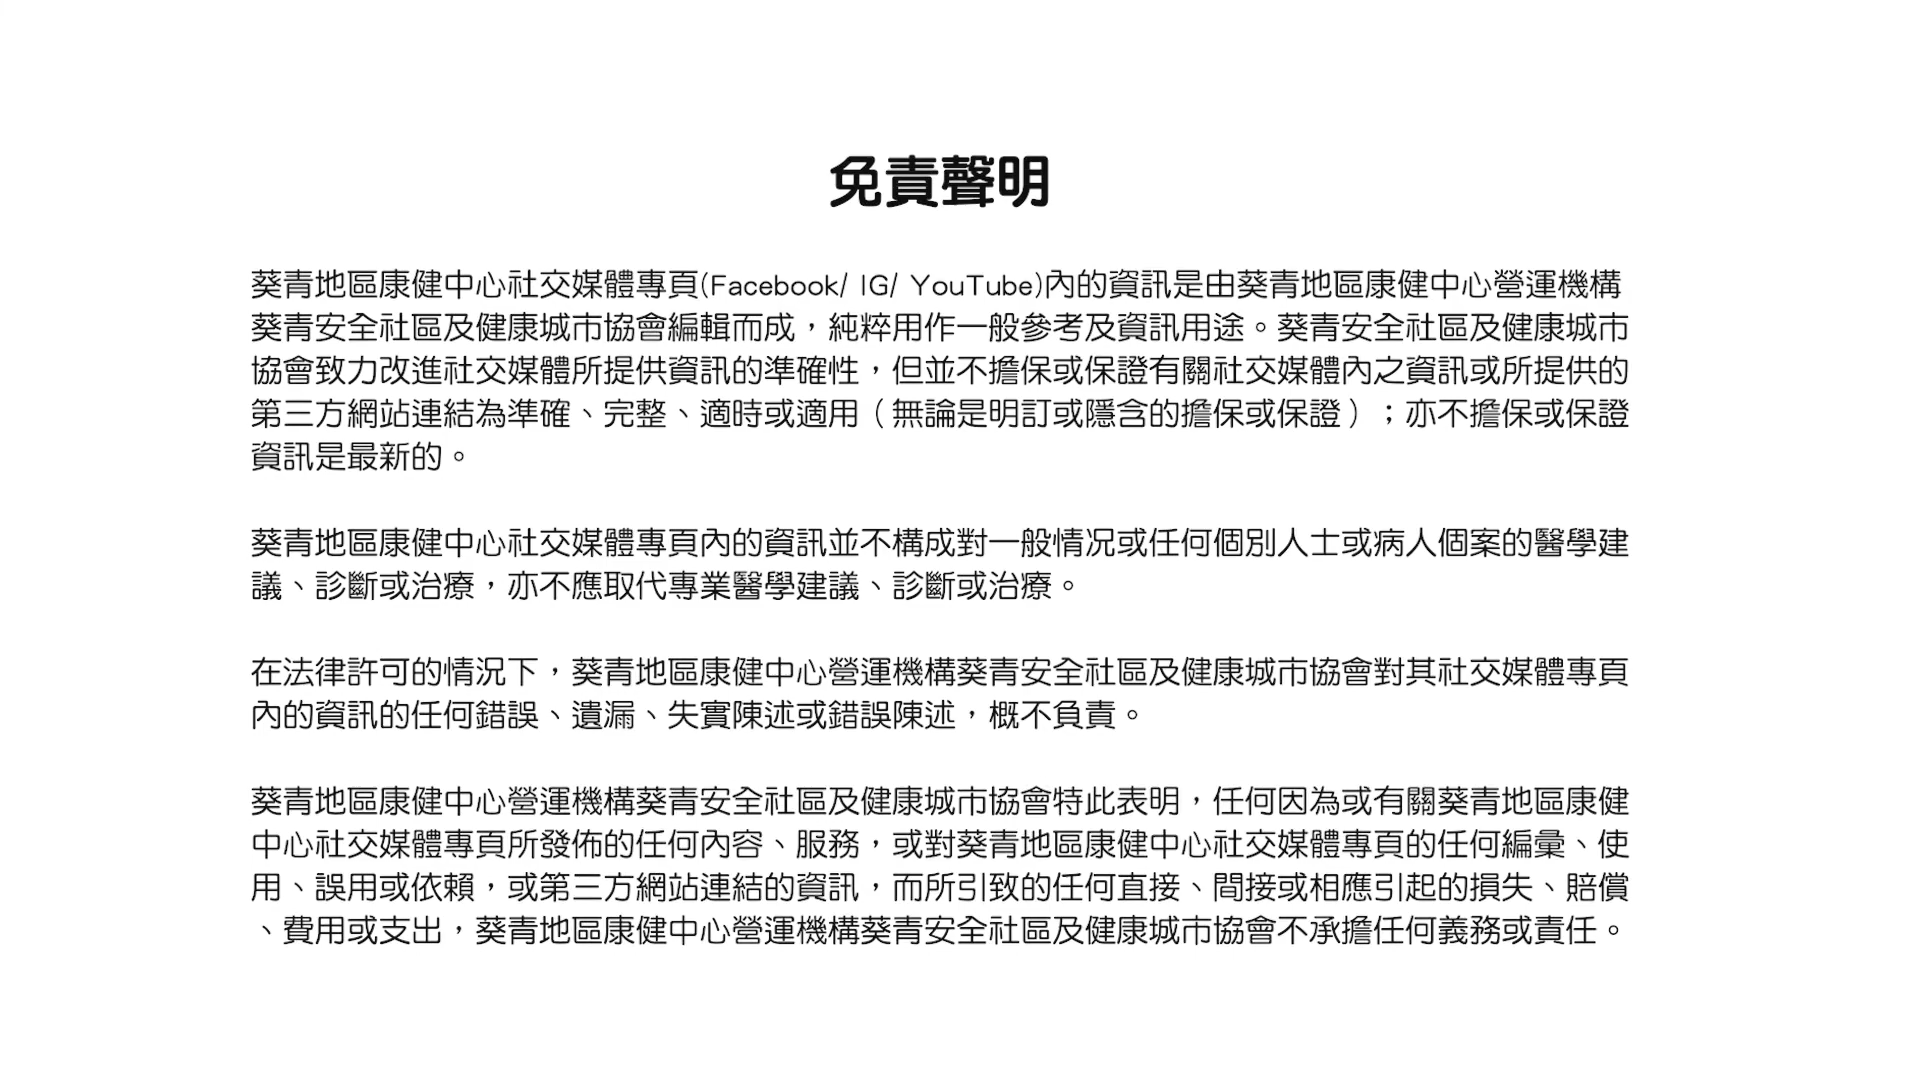 免責聲明
葵青地區康健中心社交媒體專頁(Facebook/ IG/ YouTube)內的資訊是由葵青地區康健中心營運機構
葵青安全社區及健康城市協會編輯而成，純粹用作一般參考及資訊用途。葵青安全社區及健康城市
協會致力改進社交媒體所提供資訊的準確性，但並不擔保或保證有關社交媒體內之資訊或所提供的
第三方網站連結為準確、完整、適時或適用（無論是明訂或隱含的擔保或保證）；亦不擔保或保證
資訊是最新的。
葵青地區康健中心社交媒體專頁內的資訊並不構成對一般情况或任何個別人士或病人個案的醫學建
議、診斷或治療，亦不應取代專業醫學建議、診斷或治療。
在法律許可的情況下，葵青地區康健中心營運機構葵青安全社區及健康城市協會對其社交媒體專頁
內的資訊的任何錯誤、遺漏、失實陳述或錯誤陳述，概不負責。
葵青地區康健中心營運機構葵青安全社區及健康城市協會特此表明，任何因為或有關葵青地區康健
中心社交媒體專頁所發佈的任何內容、服務，或對葵青地區康健中心社交媒體專頁的任何編彙、使
用、誤用或依賴，或第三方網站連結的資訊，而所引致的任何直接、間接或相應引起的損失、賠償
、費用或支出，葵青地區康健中心營運機構葵青安全社區及健康城市協會不承擔任何義務或責任。